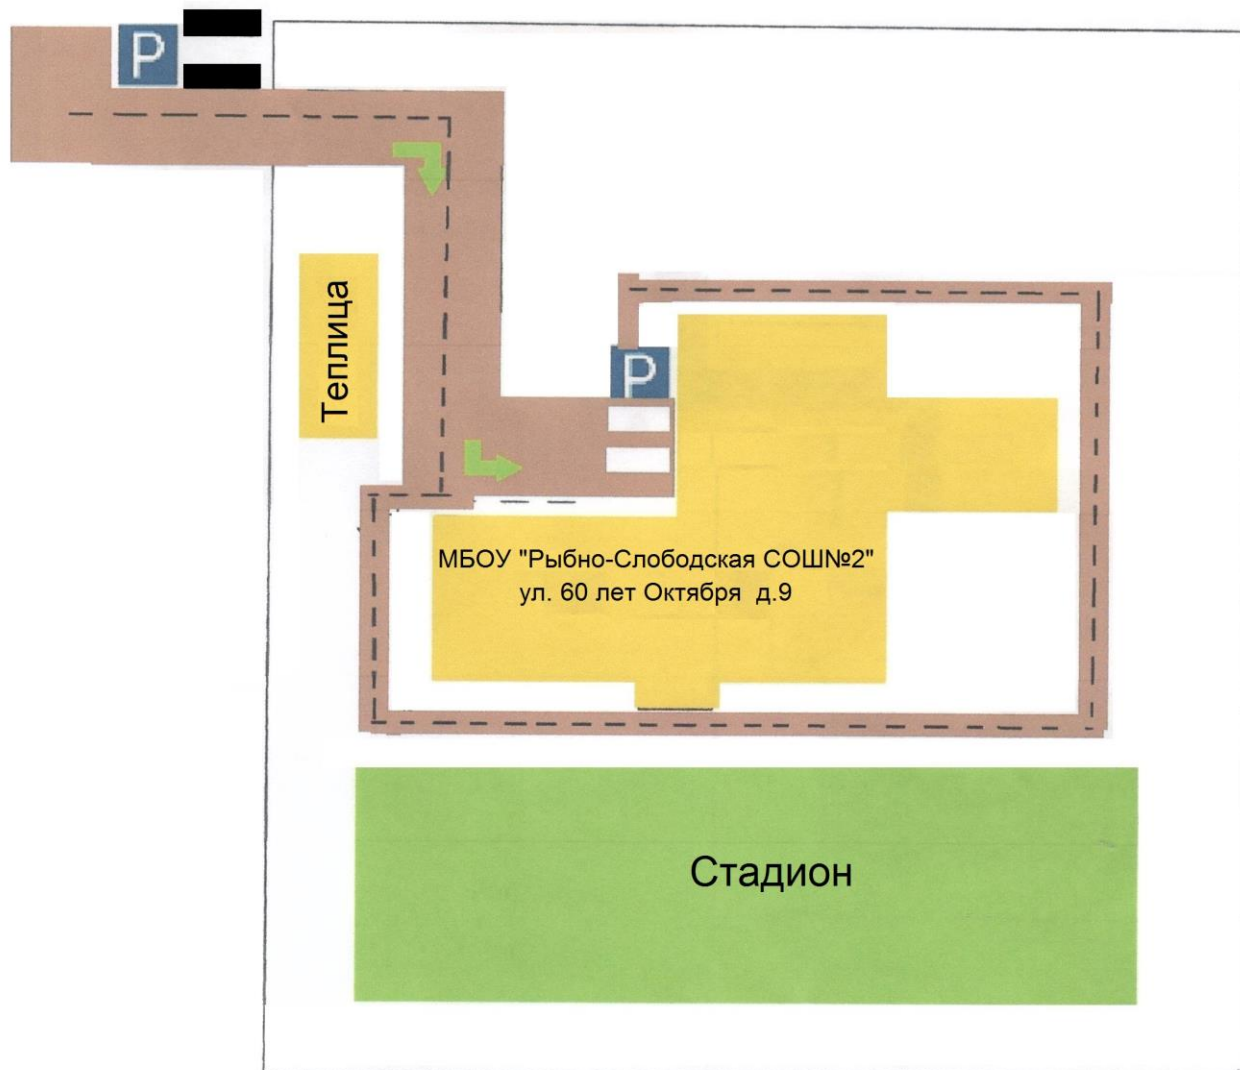 P
Теплица
P
МБОУ "Рыбно-Слободская СОШ№2"
ул. 60 лет Октября д.9
Стадион